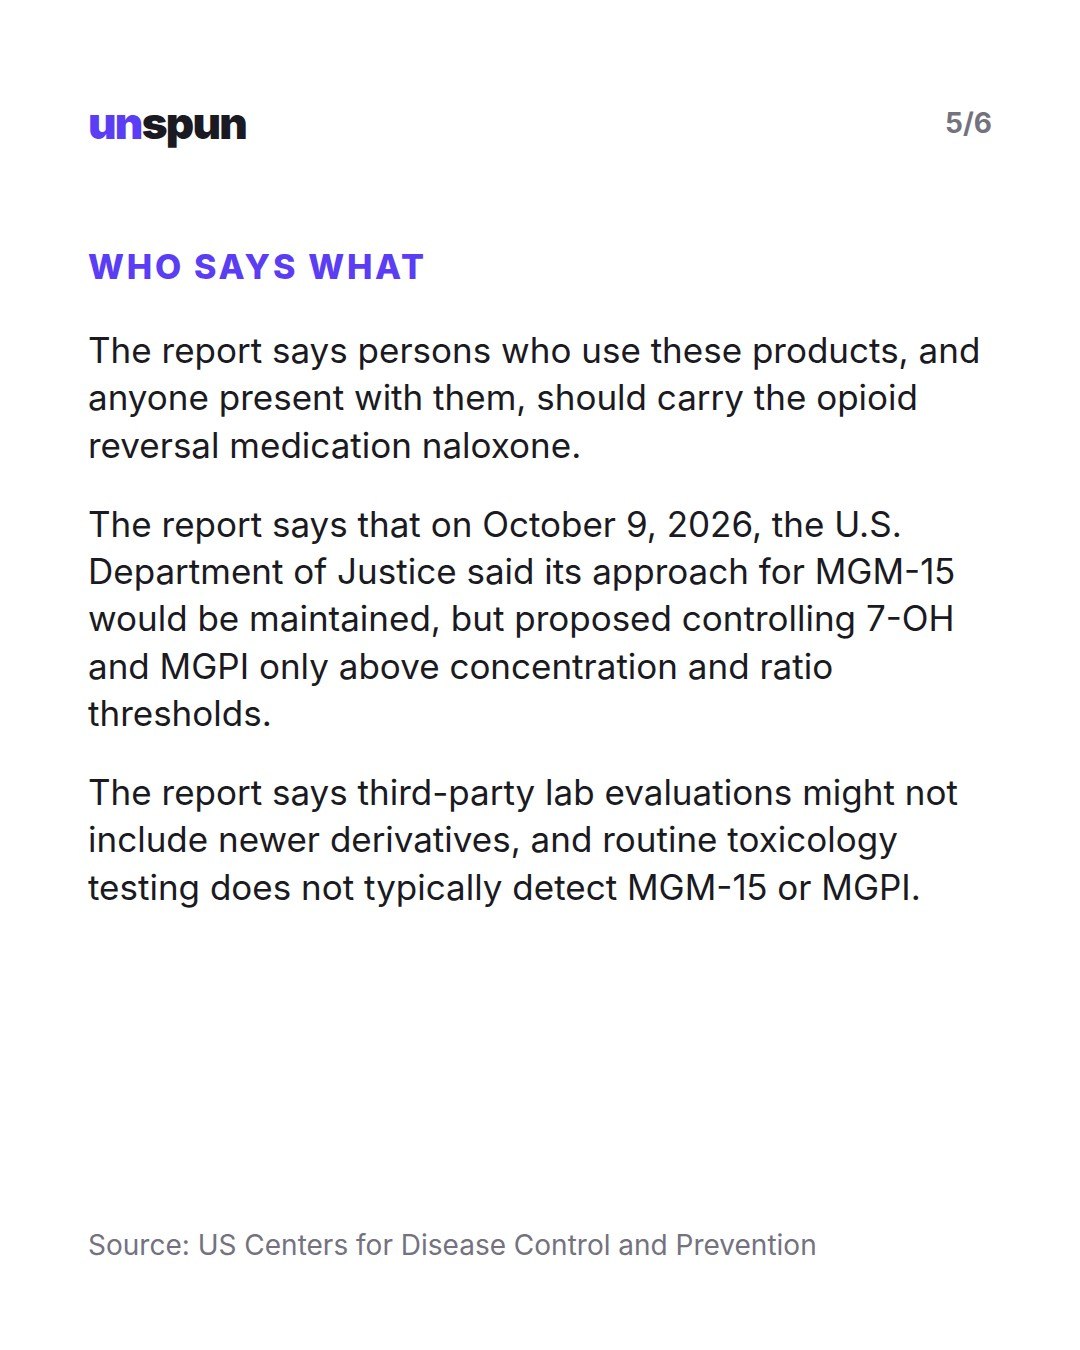 unspun
5/6
WHO SAYS WHAT
The report says persons who use these products, and
anyone present with them, should carry the opioid
reversal medication naloxone.
The report says that on October 9, 2026, the U.S.
Department of Justice said its approach for MGM-15
would be maintained, but proposed controlling 7-OH
and MGPI only above concentration and ratio
thresholds.
The report says third-party lab evaluations might not
include newer derivatives, and routine toxicology
testing does not typically detect MGM-15 or MGPI.
Source: US Centers for Disease Control and Prevention